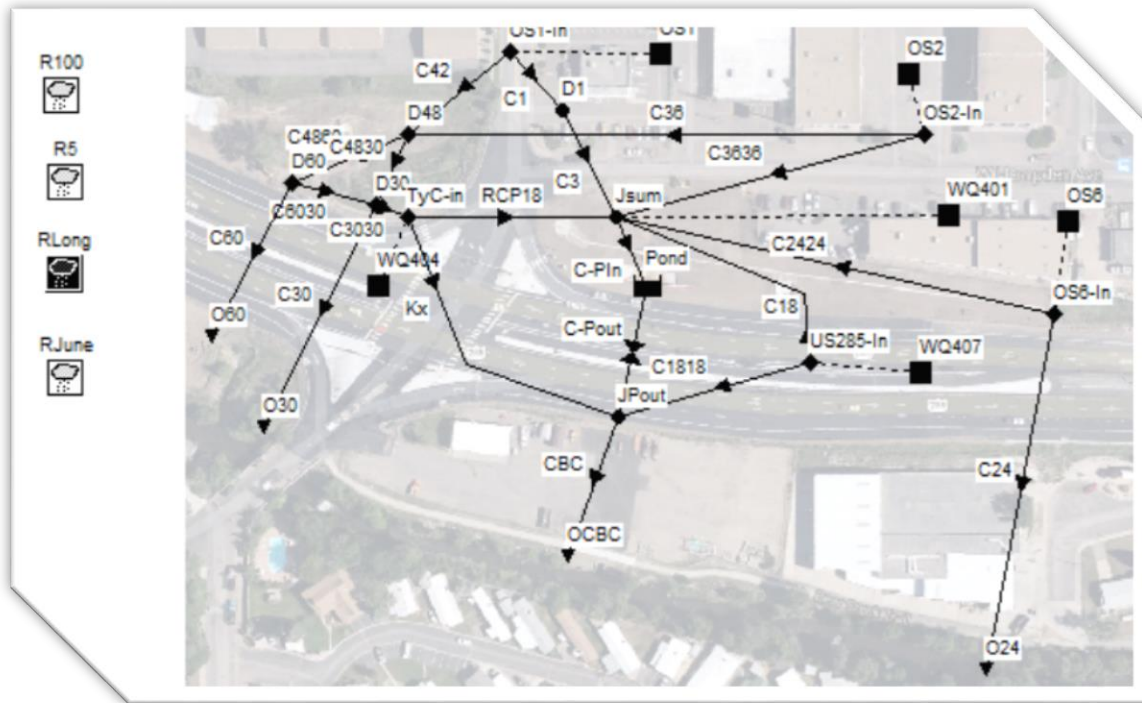 R100
R5
RLong
RJune
OS1-In
OS1
OS2
C42
C1
D1
D48
C36
OS2-In
C4830
D60
C3636
C3
D30
TyC-in
RCP18
Jsum
WQ401
OS6
C6030
C3030
C60
C2424
WQ404
C-PIn
Pond
C30
Kx
C18
OS6-In
O60
C-Pout
US285-In
WQ407
C1818
O30
JPout
CBC
C24
OCBC
O24